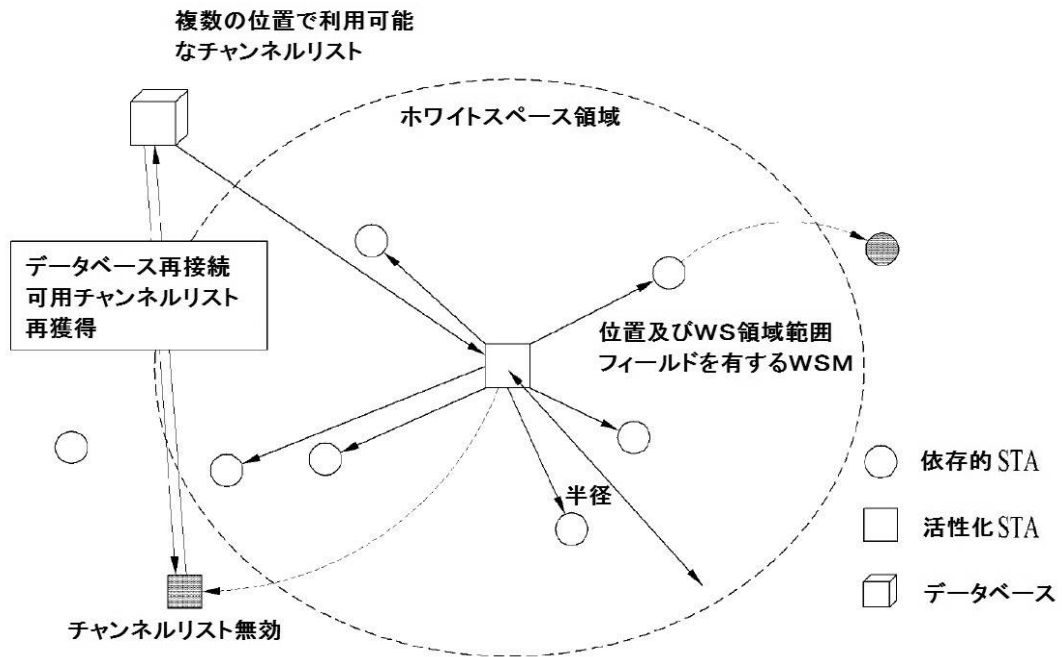 複数の位置で利用可能
なチャンネルリスト
ホワイトスペース領域
データベース再接続
可用チャンネルリスト
再獲得
位置及びWS領域範囲
フィールドを有するWSM
半径
チャンネルリスト無効
依存的STA
活性化STA
データベース